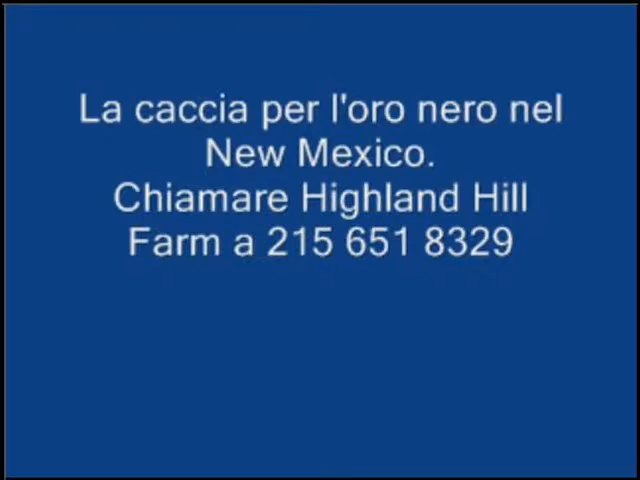 La caccia per l'oro nero nel
New Mexico.
Chiamare Highland Hill
Farm a 215 651 8329